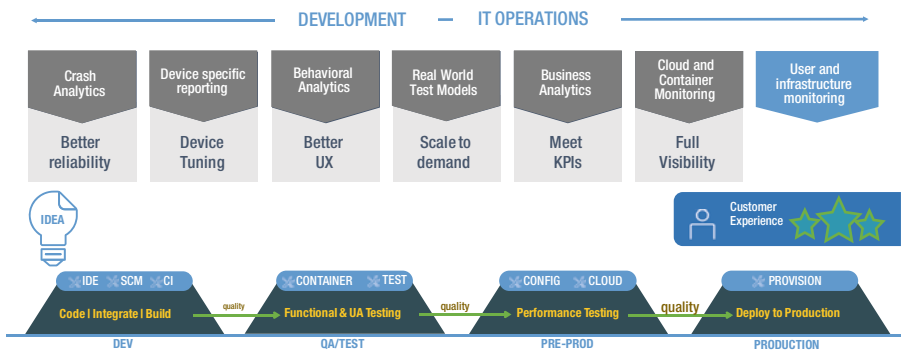 DEVELOPMENT — IT OPERATIONS
Crash
Analytics
Device specific
reporting
Behavioral
Analytics
Real World
Test Models
Business
Analytics
Cloud and
Container
Monitoring
User and
infrastructure
monitoring
Better
reliability
Device
Tuning
Better
UX
Scale to
demand
Meet
KPIs
Full
Visibility
IDEA
Customer
Experience
IDE SCM CI
CONTAINER TEST
CONFIG CLOUD
PROVISION
Code | Integrate | Build
quality
Functional & UA Testing
quality
Performance Testing
quality
Deploy to Production
DEV
QA/TEST
PRE-PROD
PRODUCTION